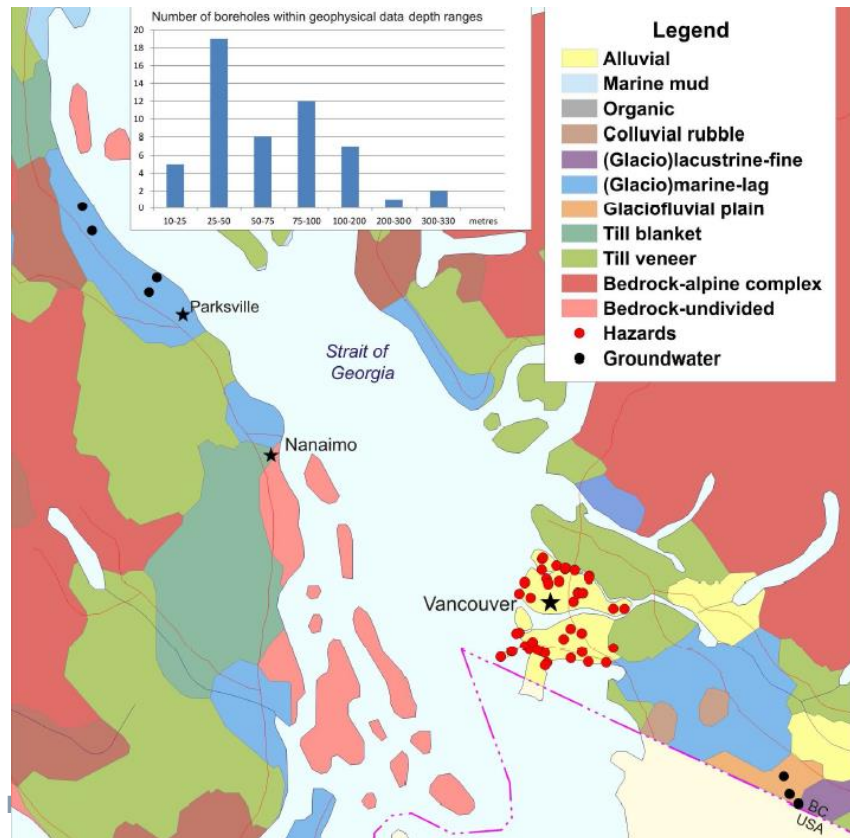 Number of boreholes within geophysical data depth ranges
20
18
16
14
12
10
8
6
4
2
0
10-25 25-50 50-75 75-100 100-200 200-300 300-330 metres
Legend
Alluvial
Marine mud
Organic
Colluvial rubble
(Glacio)lacustrine-fine
(Glacio)marine-lag
Glaciofluvial plain
Till blanket
Till veneer
Bedrock-alpine complex
Bedrock-undivided
Hazards
Groundwater
Parksville
Strait of
Georgia
Nanaimo
Vancouver
BC
USA